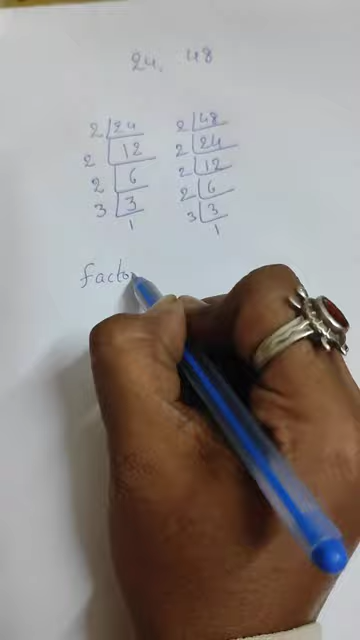 24, 48
2 | 24
2 | 12
2 | 6
3 | 3
1
2 | 48
2 | 24
2 | 12
2 | 6
3 | 3
1
facto